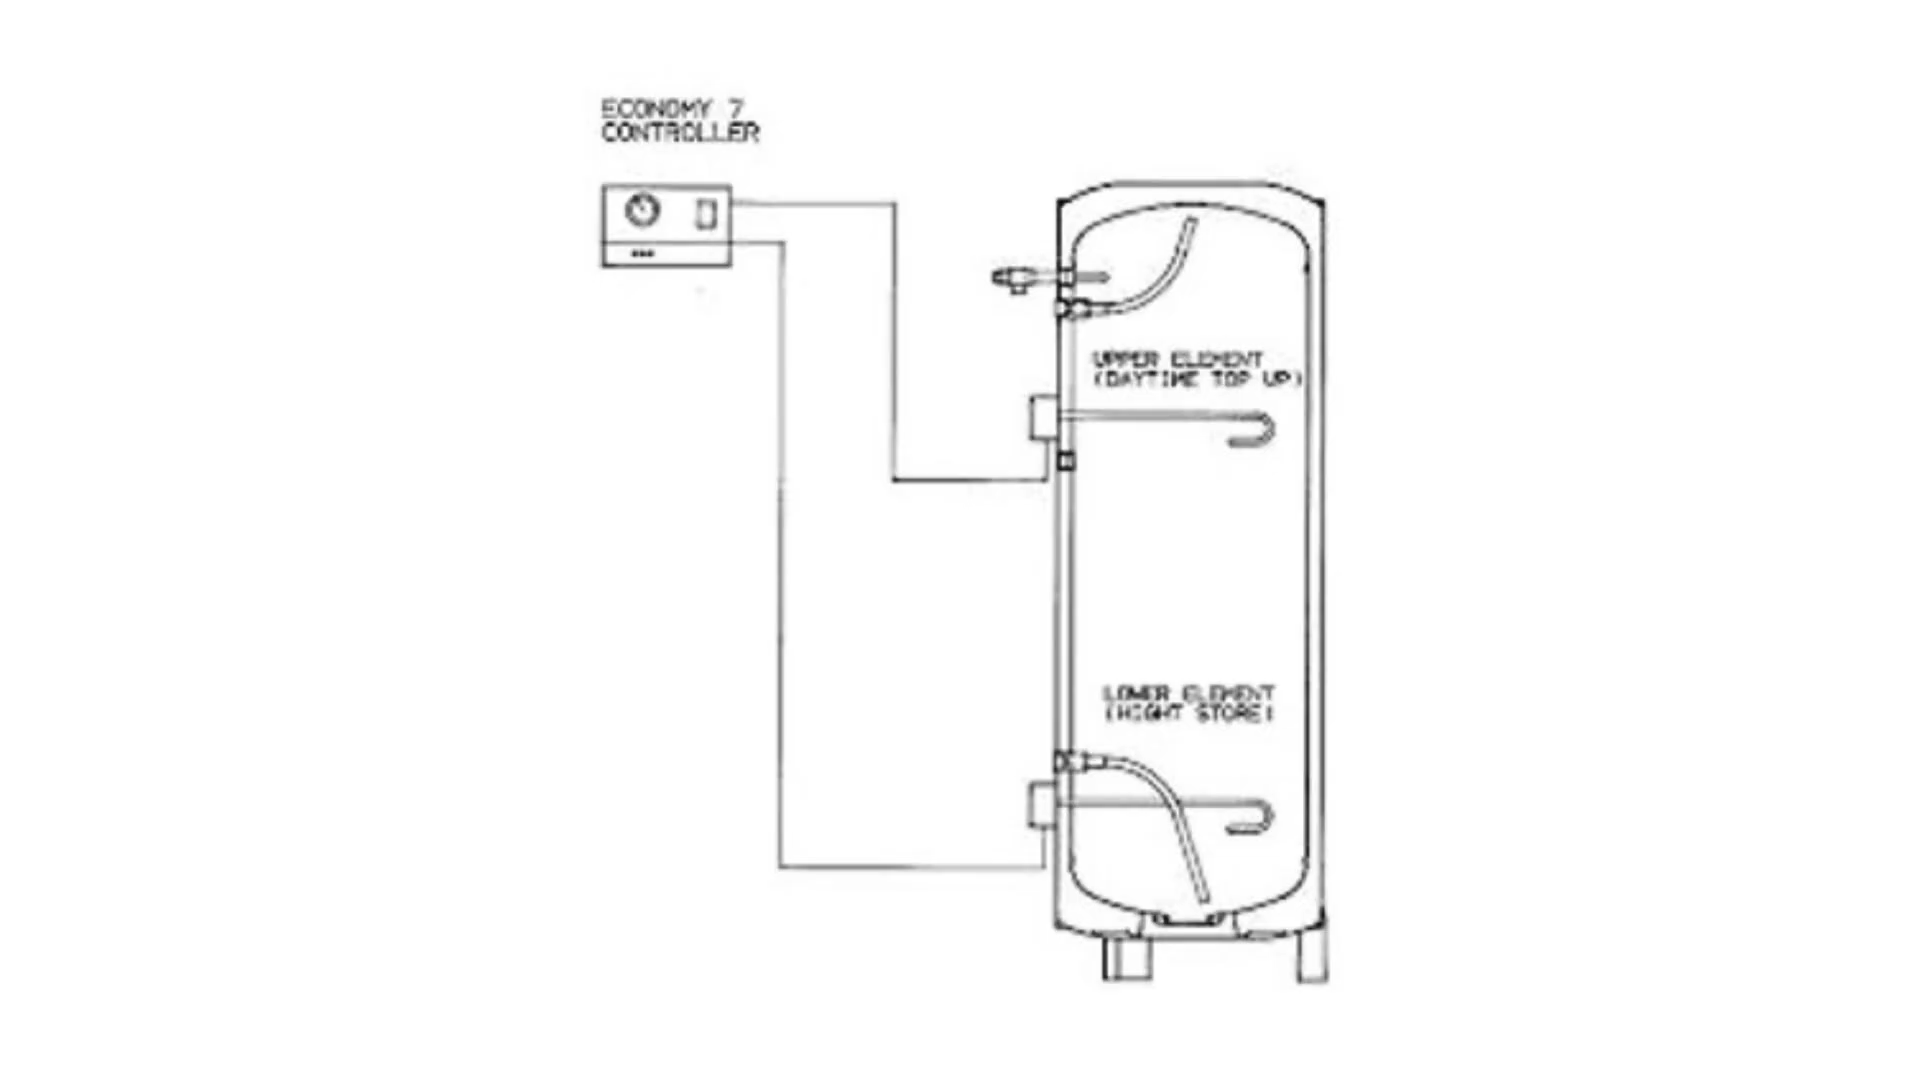 ECONOMY 7
CONTROLLER
UPPER ELEMENT
(DAYTIME TOP UP)
LOWER ELEMENT
(NIGHT STORE)